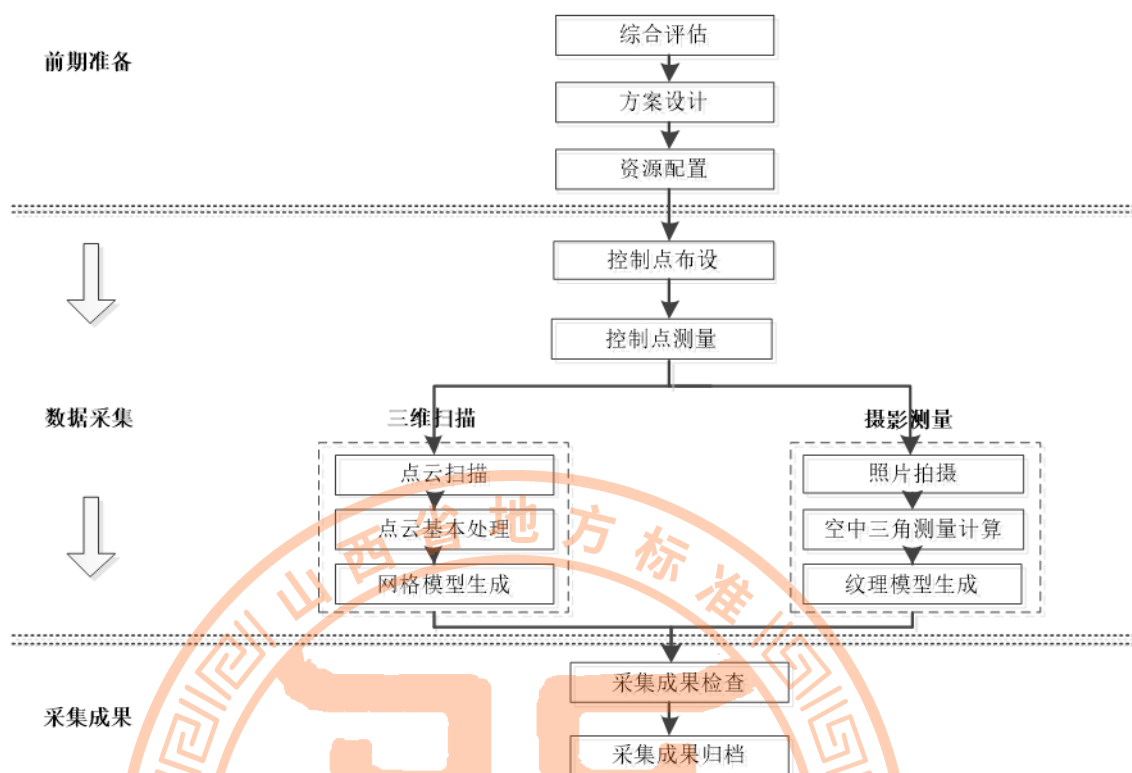 综合评估
前期准备
方案设计
资源配置
控制点布设
控制点测量
数据采集
三维扫描
摄影测量
点云扫描
照片拍摄
点云基本处理
空中三角测量计算
网格模型生成
纹理模型生成
山西省地方标准
采集成果检查
采集成果
采集成果归档